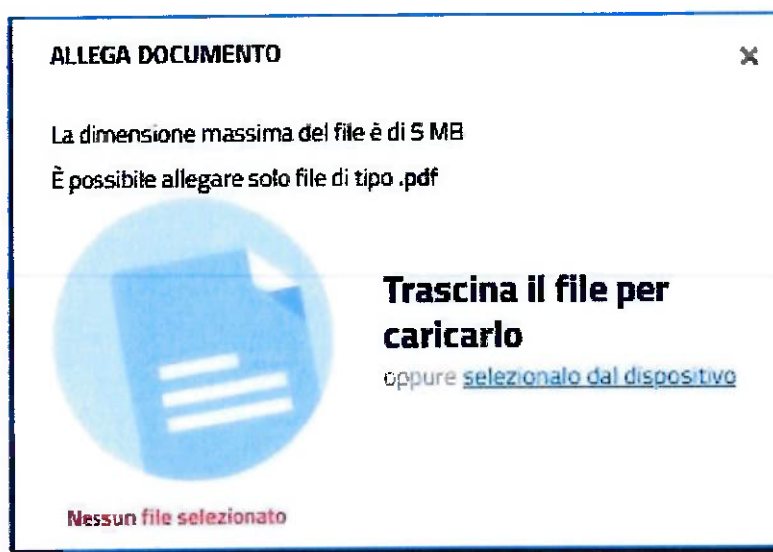 ALLEGA DOCUMENTO
La dimensione massima del file è di 5 MB
È possibile allegare solo file di tipo .pdf
Trascina il file per
caricarlo
oppure selezionalo dal dispositivo
Nessun file selezionato